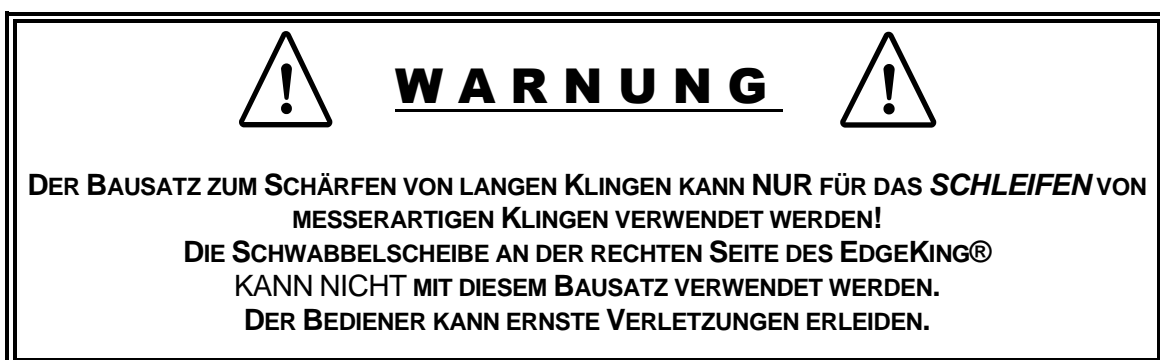 WARNUNG
DER BAUSATZ ZUM SCHÄRFEN VON LANGEN KLINGEN KANN NUR FÜR DAS SCHLEIFEN VON
MESSERARTIGEN KLINGEN VERWENDET WERDEN!
DIE SCHWABBELSCHEIBE AN DER RECHTEN SEITE DES EDGEKING®
KANN NICHT MIT DIESEM BAUSATZ VERWENDET WERDEN.
DER BEDIENER KANN ERNSTE VERLETZUNGEN ERLEIDEN.